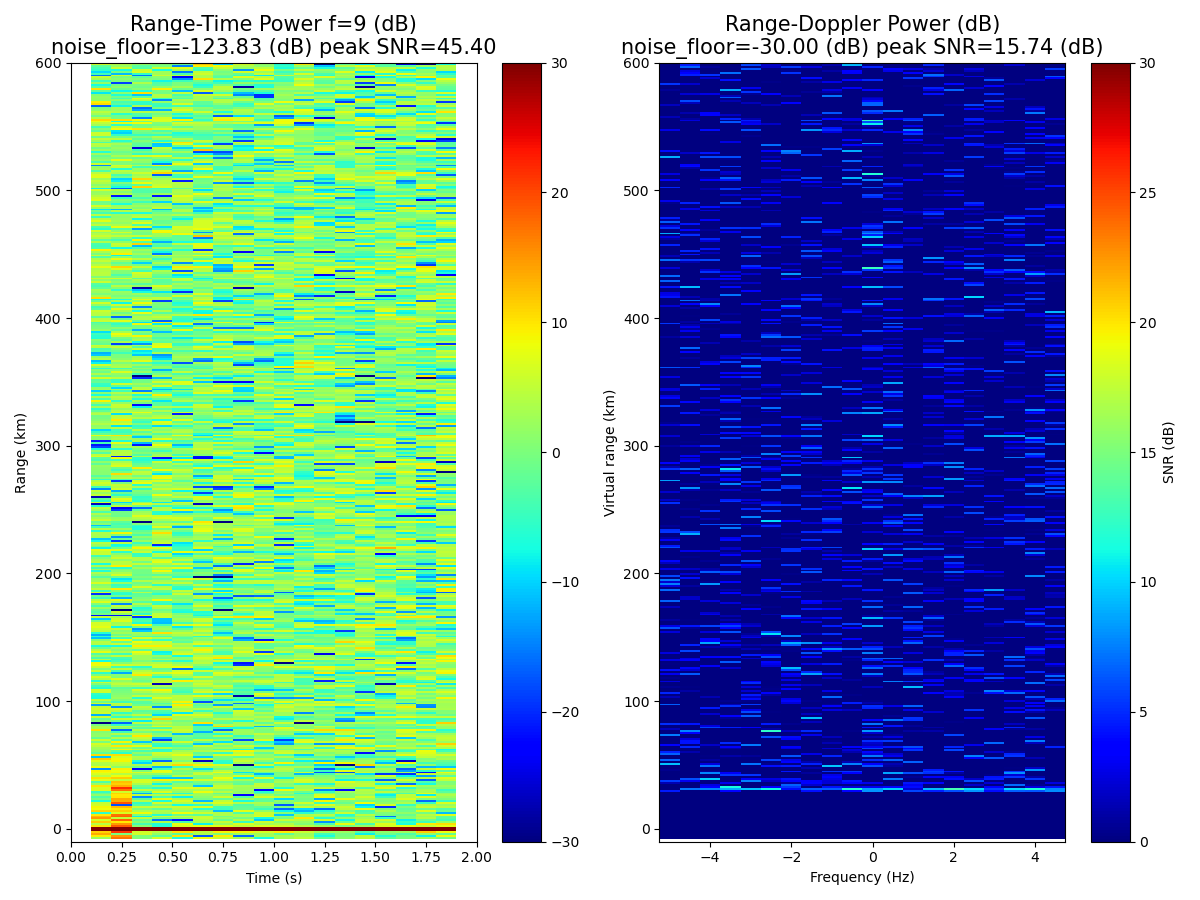 Range-Time Power f=9 (dB)
noise_floor=-123.83 (dB) peak SNR=45.40
600
500
400
300
200
100
0
Range (km)
0.00 0.25 0.50 0.75 1.00 1.25 1.50 1.75 2.00
Time (s)
30
20
10
0
−10
−20
−30
Range-Doppler Power (dB)
noise_floor=-30.00 (dB) peak SNR=15.74 (dB)
600
500
400
300
200
100
0
Virtual range (km)
−4 −2 0 2 4
Frequency (Hz)
30
25
20
15
10
5
0
SNR (dB)